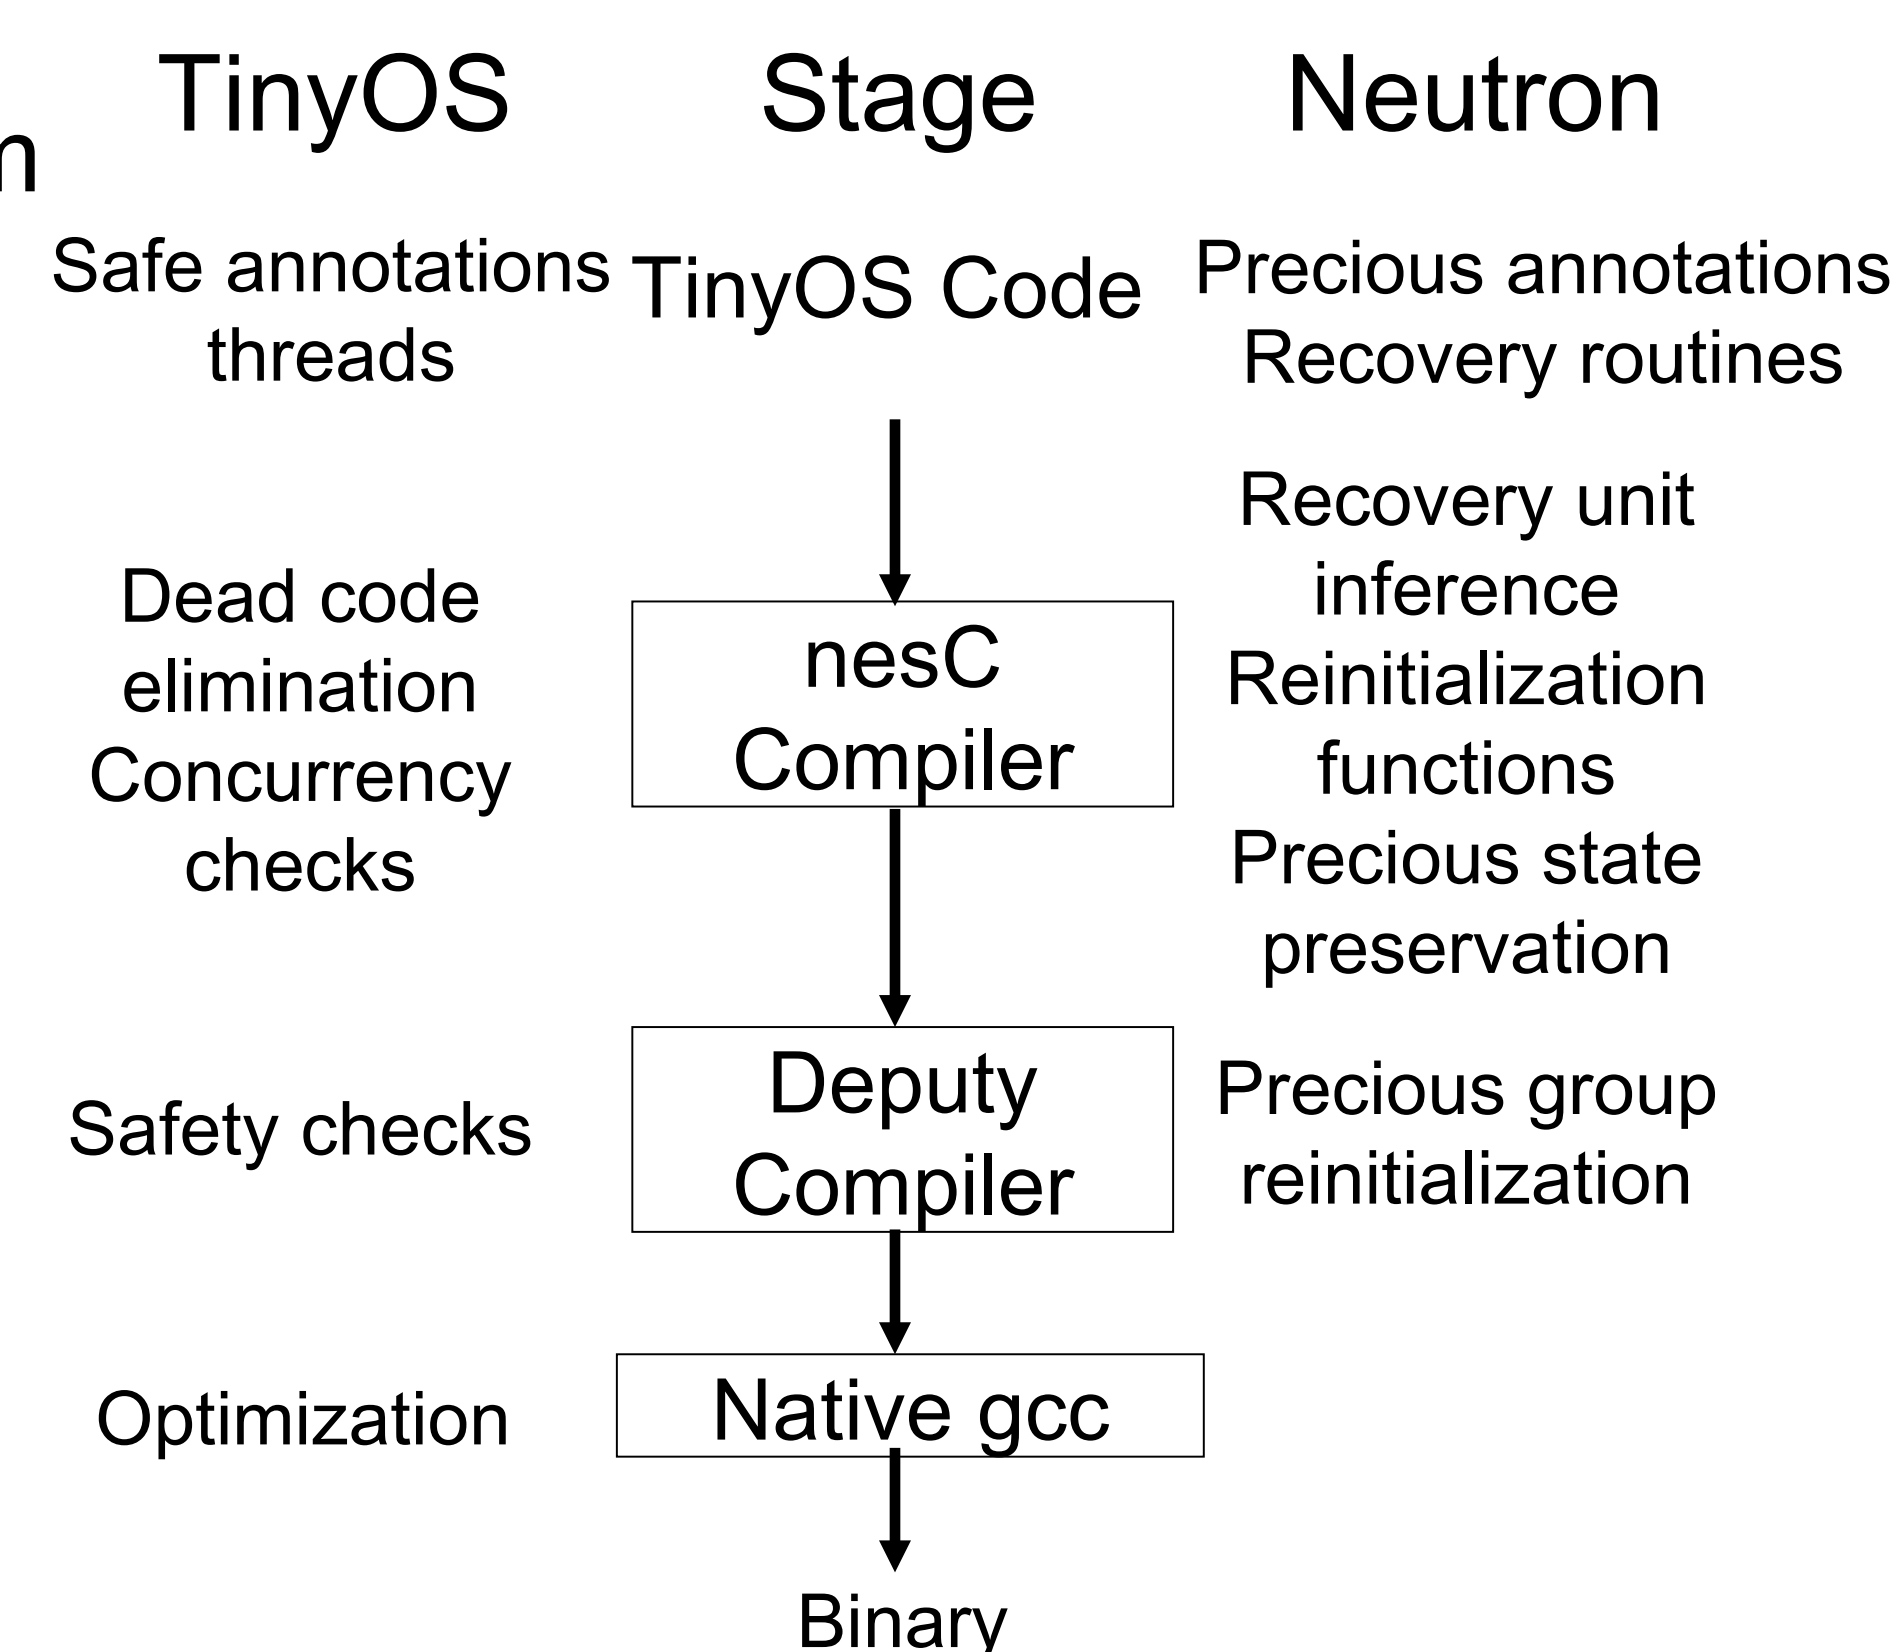 TinyOS Stage Neutron
n
Safe annotations TinyOS Code Precious annotations
threads Recovery routines
Recovery unit
inference
Dead code
elimination
Concurrency
checks
nesC
Compiler
Reinitialization
functions
Precious state
preservation
Safety checks
Deputy
Compiler
Precious group
reinitialization
Optimization
Native gcc
Binary